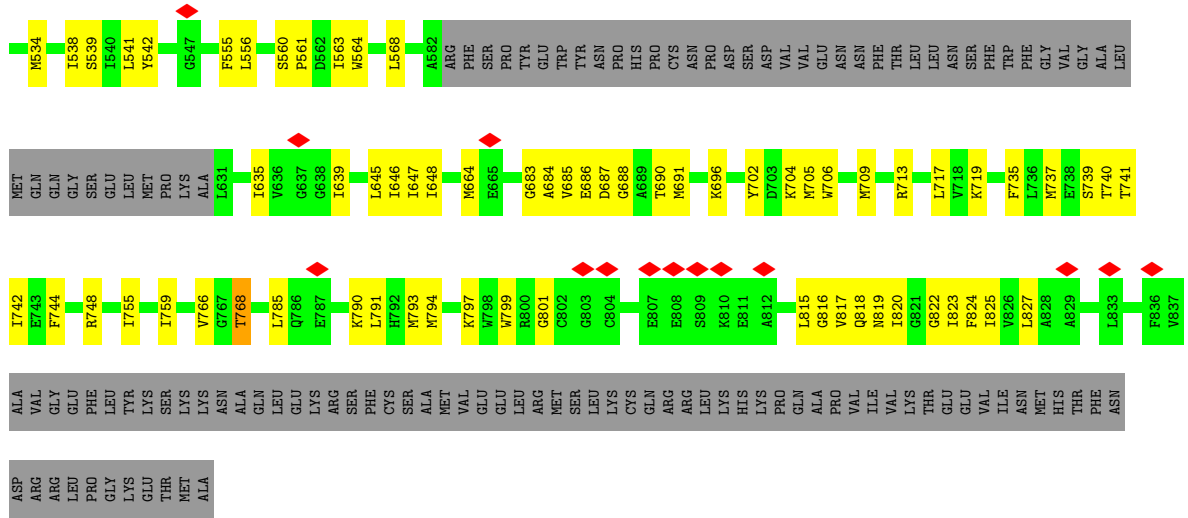 M534 I538 S539 I540 L541 Y542 G547 F555 L556 S560 P561 D562 I563 W564 L568 A582 ARG PHE SER PRO TYR GLU TRP TYR ASN PRO HIS PRO CYS ASN PRO ASP SER ASP VAL VAL GLU ASN ASN PHE THR LEU LEU ASN SER PHE TRP PHE GLY VAL GLY ALA LEU
MET GLN GLN GLY SER GLU LEU MET PRO LYS ALA L631 I635 V636 G637 G638 I639 L645 I646 I647 I648 M664 E665 G683 A684 V685 E686 D687 G688 A689 T690 M691 K696 Y702 D703 K704 M705 W706 M709 R713 L717 V718 K719 F735 L736 M737 E738 S739 T740 T741
I742 E743 F744 R748 I755 I759 V766 G767 T768 L785 Q786 E787 K790 L791 H792 M793 M794 K797 W798 W799 R800 G801 C802 G803 C804 E807 E808 S809 K810 E811 A812 L815 G816 V817 Q818 N819 I820 G821 G822 I823 F824 I825 V826 L827 A828 A829 L833 F836 V837
ALA VAL GLY GLU PHE LEU TYR LYS SER LYS LYS ASN ALA GLN LEU GLU LYS ARG SER PHE CYS SER ALA MET VAL GLU GLU LEU ARG MET SER LEU LYS CYS GLN ARG ARG LEU LYS HIS LYS PRO GLN ALA PRO VAL ILE VAL LYS THR GLU GLU VAL ILE ASN MET HIS THR PHE ASN
ASP ARG ARG LEU PRO GLY LYS GLU THR MET ALA